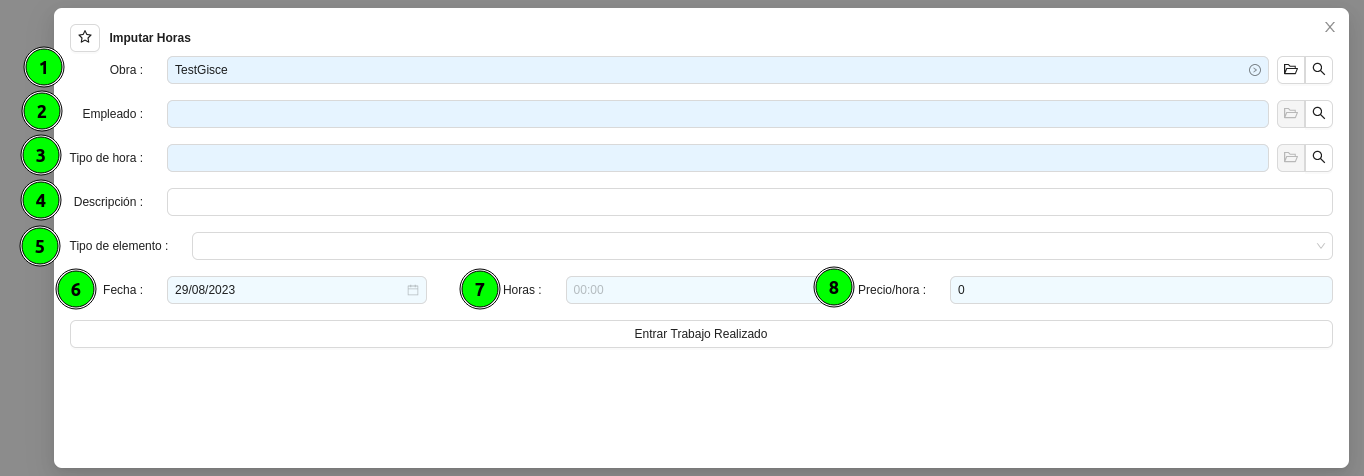 Imputar Horas
1 Obra : TestGisce
2 Empleado :
3 Tipo de hora :
4 Descripción :
5 Tipo de elemento :
6 Fecha : 29/08/2023 7 Horas : 00:00 8 Precio/hora : 0
Entrar Trabajo Realizado